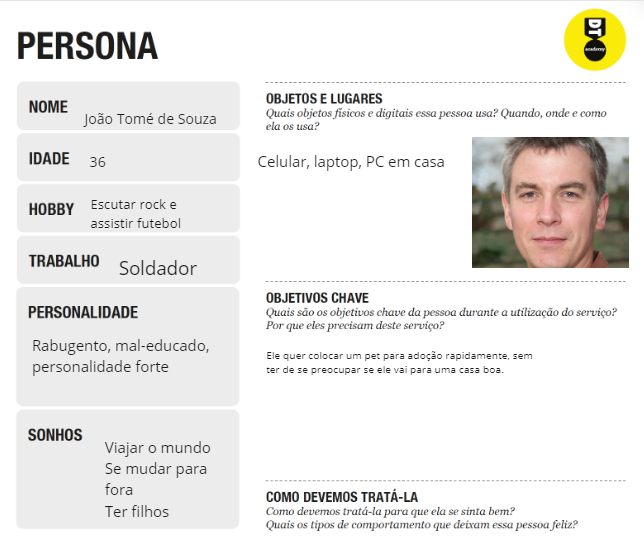 PERSONA
DT
academy
NOME
João Tomé de Souza
IDADE
36
HOBBY
Escutar rock e
assistir futebol
TRABALHO
Soldador
PERSONALIDADE
Rabugento, mal-educado,
personalidade forte
SONHOS
Viajar o mundo
Se mudar para
fora
Ter filhos
OBJETOS E LUGARES
Quais objetos físicos e digitais essa pessoa usa? Quando, onde e como
ela os usa?
Celular, laptop, PC em casa
OBJETIVOS CHAVE
Quais são os objetivos chave da pessoa durante a utilização do serviço?
Por que eles precisam deste serviço?
Ele quer colocar um pet para adoção rapidamente, sem
ter de se preocupar se ele vai para uma casa boa.
COMO DEVEMOS TRATÁ-LA
Como devemos tratá-la para que ela se sinta bem?
Quais os tipos de comportamento que deixam essa pessoa feliz?